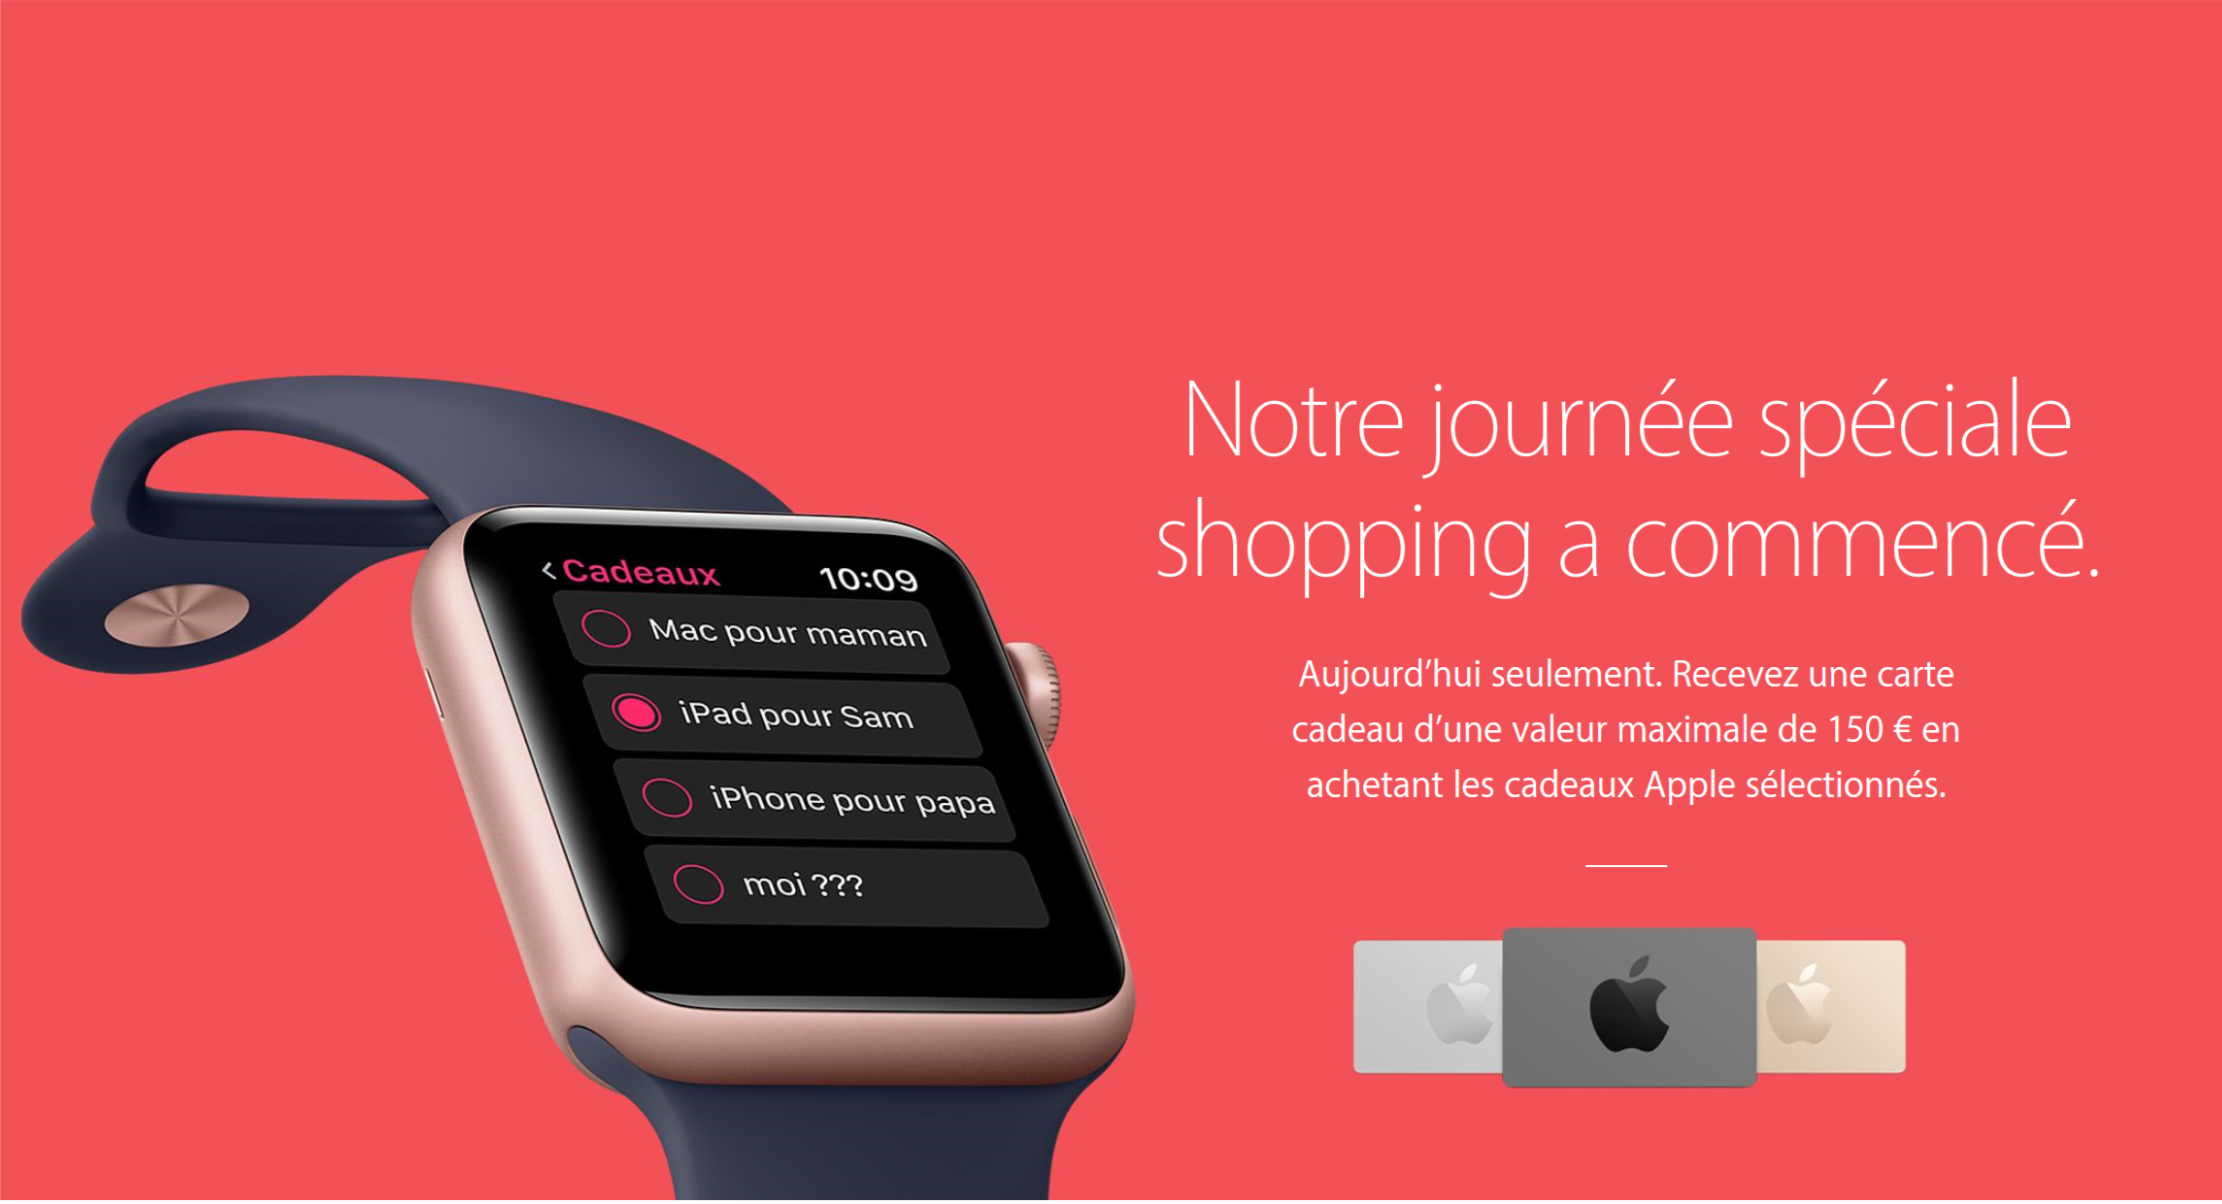 Notre journée spéciale
shopping a commencé.
Aujourd’hui seulement. Recevez une carte
cadeau d’une valeur maximale de 150 € en
achetant les cadeaux Apple sélectionnés.
< Cadeaux 10:09
Mac pour maman
iPad pour Sam
iPhone pour papa
moi ???